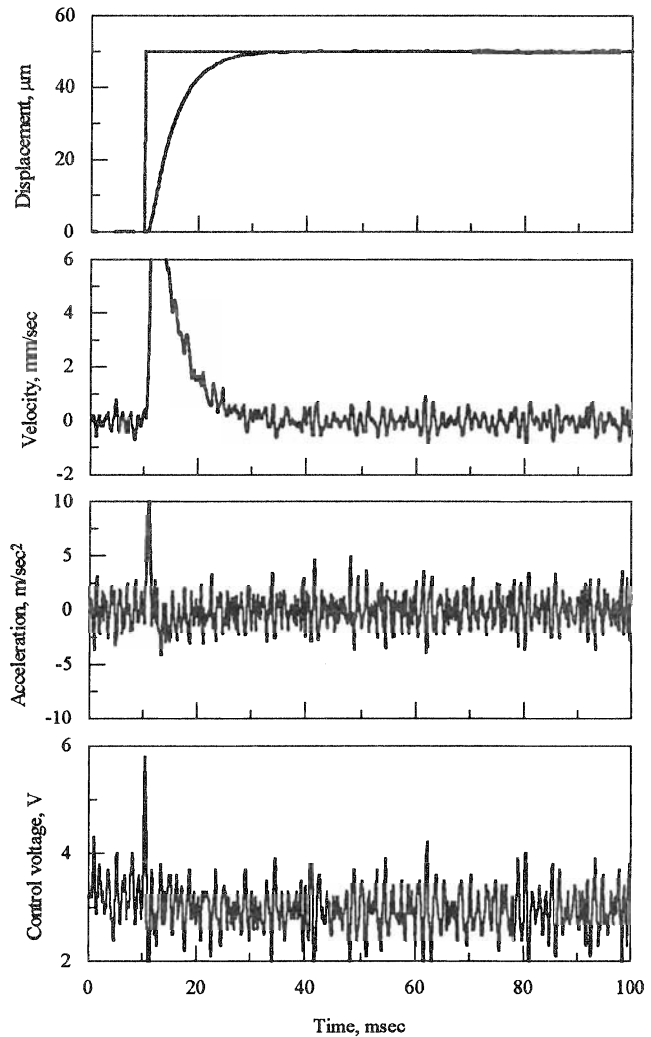 60
40
20
0
Displacement, μm
6
4
2
0
-2
Velocity, mm/sec
10
5
0
-5
-10
Acceleration, m/sec²
6
4
2
Control voltage, V
0 20 40 60 80 100
Time, msec